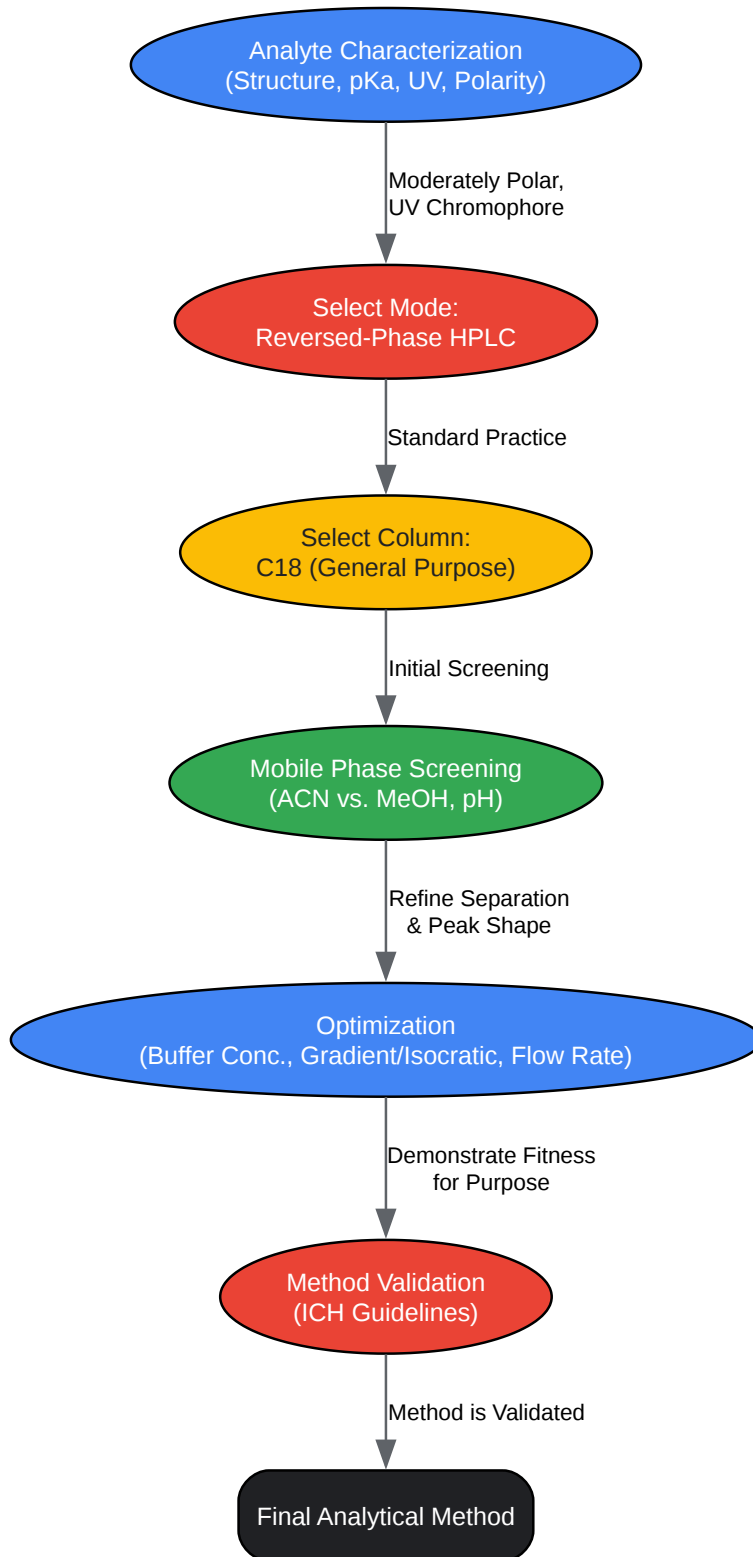 Analyte Characterization
(Structure, pKa, UV, Polarity)
Moderately Polar,
UV Chromophore
Select Mode:
Reversed-Phase HPLC
Standard Practice
Select Column:
C18 (General Purpose)
Initial Screening
Mobile Phase Screening
(ACN vs. MeOH, pH)
Refine Separation
& Peak Shape
Optimization
(Buffer Conc., Gradient/Isocratic, Flow Rate)
Demonstrate Fitness
for Purpose
Method Validation
(ICH Guidelines)
Method is Validated
Final Analytical Method